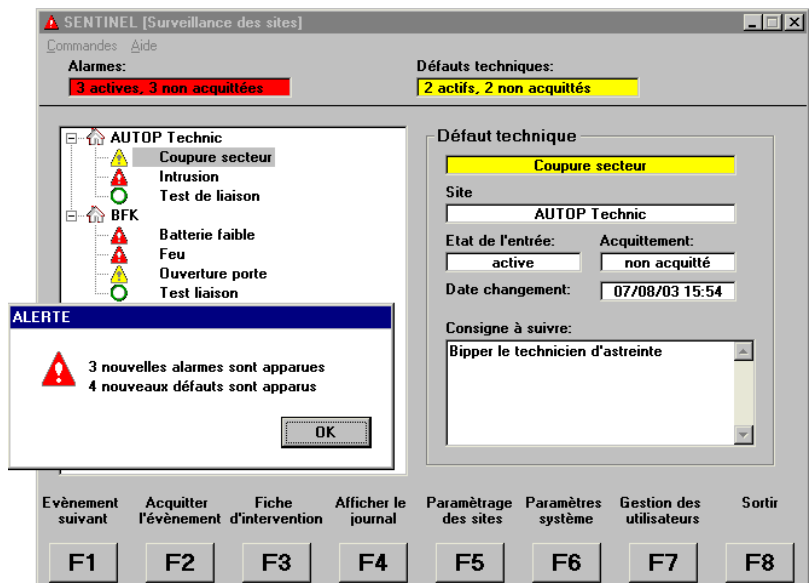 SENTINEL [Surveillance des sites]
Commandes Aide
Alarmes:
3 actives, 3 non acquittées
Défauts techniques:
2 actifs, 2 non acquittés
AUTOP Technic
Coupure secteur
Intrusion
Test de liaison
BFK
Batterie faible
Feu
Ouverture porte
Test liaison
Défaut technique
Coupure secteur
Site
AUTOP Technic
Etat de l'entrée:
active
Acquittement:
non acquitté
Date changement:
07/08/03 15:54
Consigne à suivre:
Bipper le technicien d'astreinte
ALERTE
3 nouvelles alarmes sont apparues
4 nouveaux défauts sont apparus
OK
Evènement
suivant
F1
Acquitter
l'évènement
F2
Fiche
d'intervention
F3
Afficher le
journal
F4
Paramètrage
des sites
F5
Paramètres
système
F6
Gestion des
utilisateurs
F7
Sortir
F8